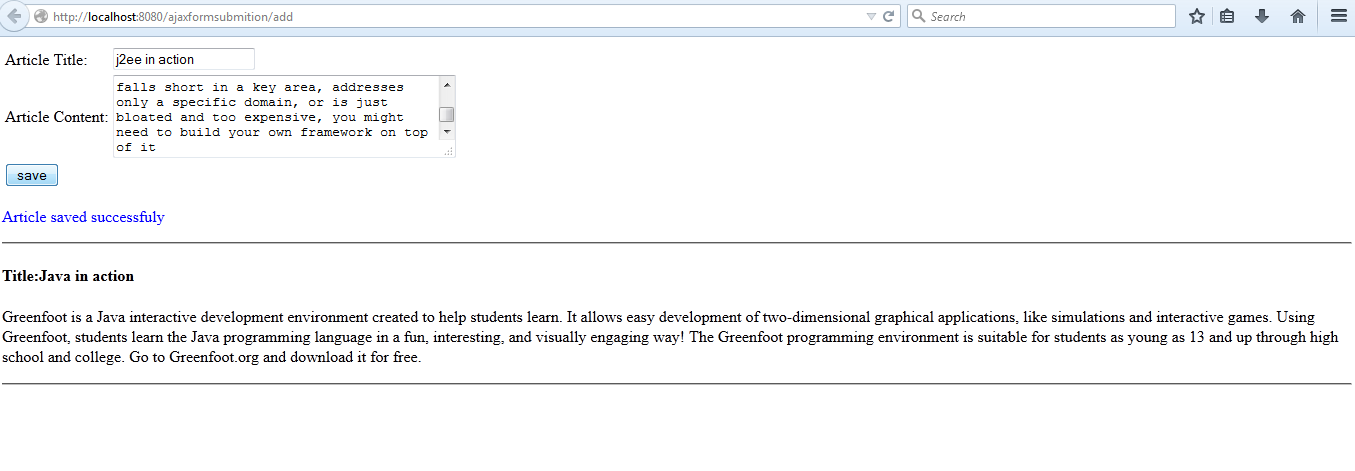 http://localhost:8080/ajaxformsubmition/add
Search
Article Title:
j2ee in action
Article Content:
falls short in a key area, addresses
only a specific domain, or is just
bloated and too expensive, you might
need to build your own framework on top
of it
save
Article saved successfuly
Title:Java in action
Greenfoot is a Java interactive development environment created to help students learn. It allows easy development of two-dimensional graphical applications, like simulations and interactive games. Using
Greenfoot, students learn the Java programming language in a fun, interesting, and visually engaging way! The Greenfoot programming environment is suitable for students as young as 13 and up through high
school and college. Go to Greenfoot.org and download it for free.